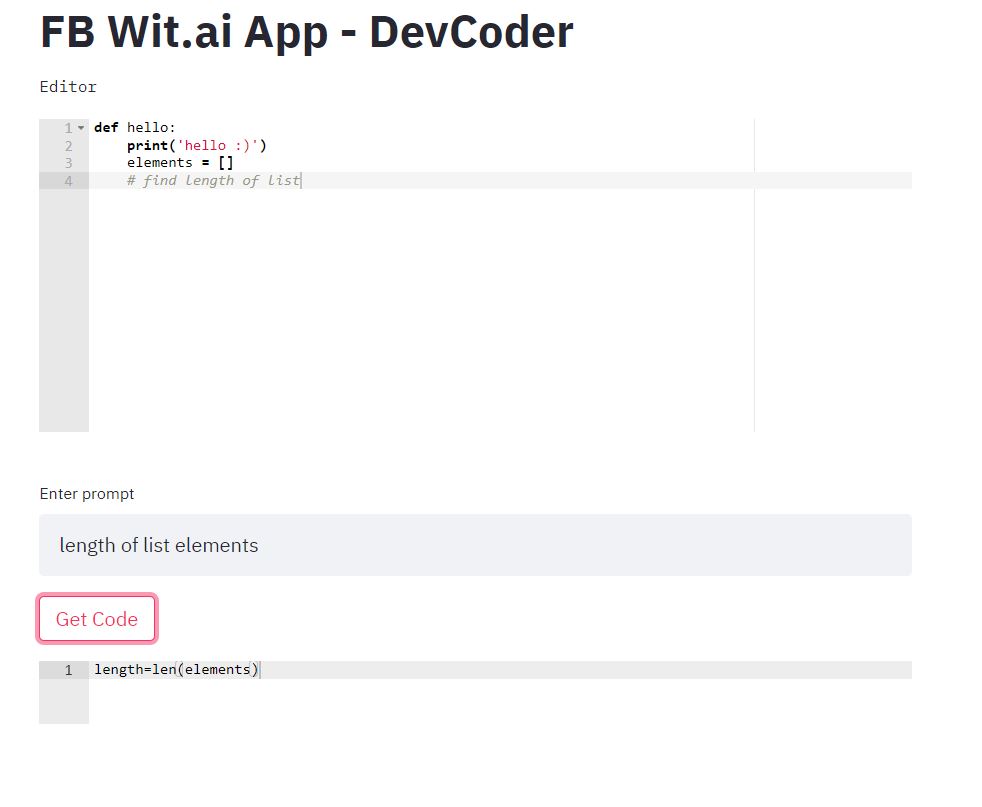 FB Wit.ai App - DevCoder
Editor
1 def hello:
2     print('hello :)')
3     elements = []
4     # find length of list
Enter prompt
length of list elements
Get Code
1 length=len(elements)